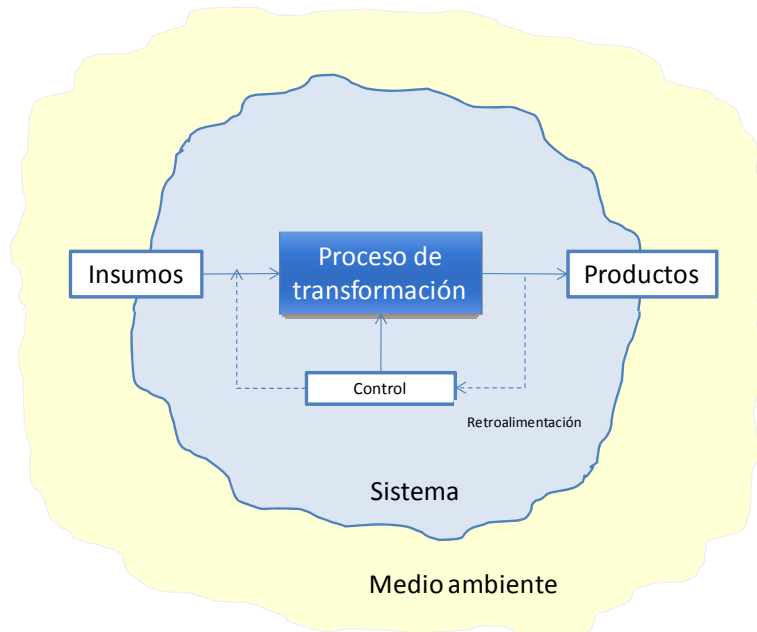 Insumos
Proceso de
transformación
Productos
Control
Retroalimentación
Sistema
Medio ambiente